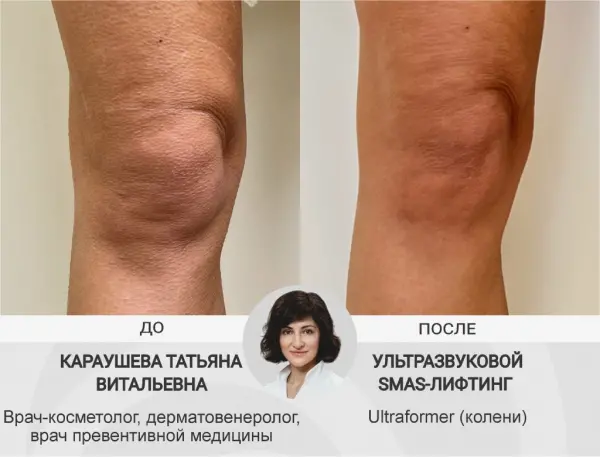 ДО
ПОСЛЕ
КАРАУШЕВА ТАТЬЯНА
ВИТАЛЬЕВНА
Врач-косметолог, дерматовенеролог,
врач превентивной медицины
УЛЬТРАЗВУКОВОЙ
SMAS-ЛИФТИНГ
Ultraformer (колени)